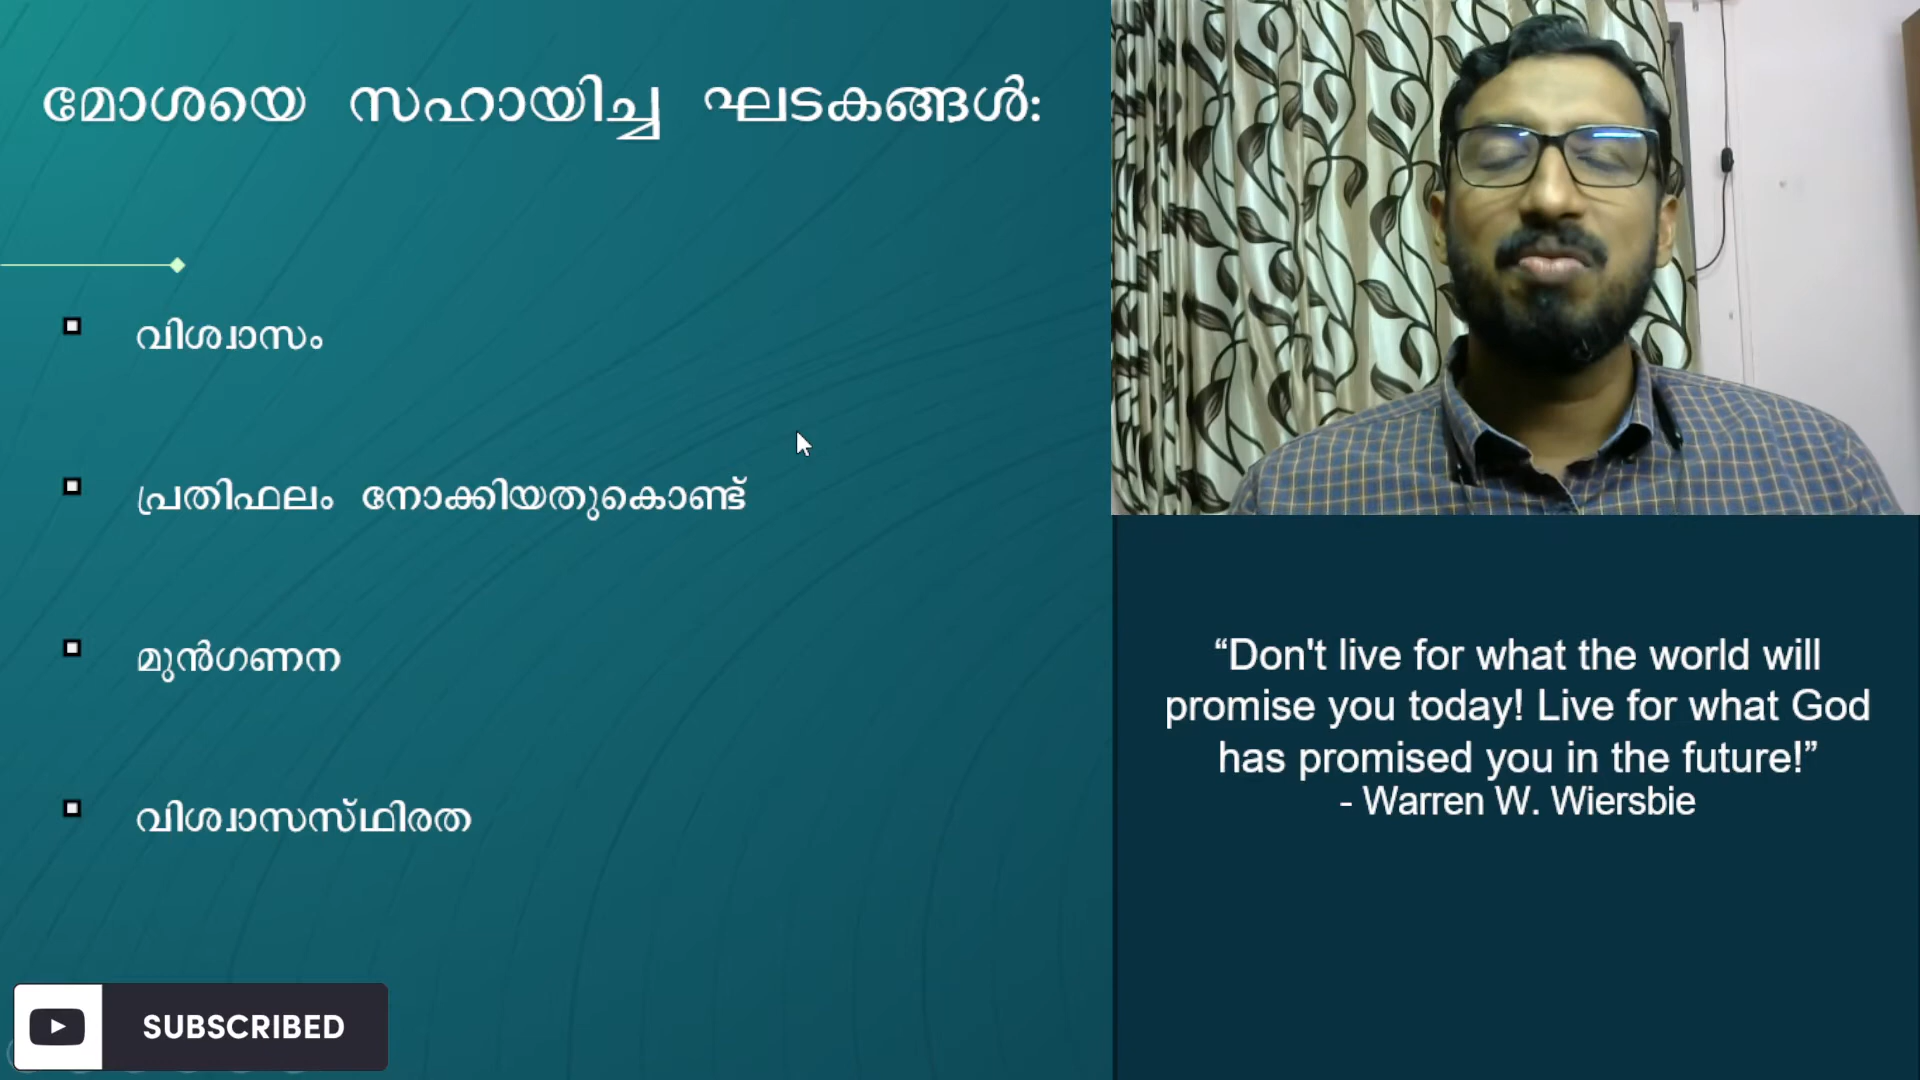 മോശയെ സഹായിച്ച ഘടകങ്ങൾ:
വിശ്വാസം
പ്രതിഫലം നോക്കിയതുകൊണ്ട്
മുൻഗണന
വിശ്വാസസ്ഥിരത
“Don't live for what the world will
promise you today! Live for what God
has promised you in the future!”
- Warren W. Wiersbie
SUBSCRIBED